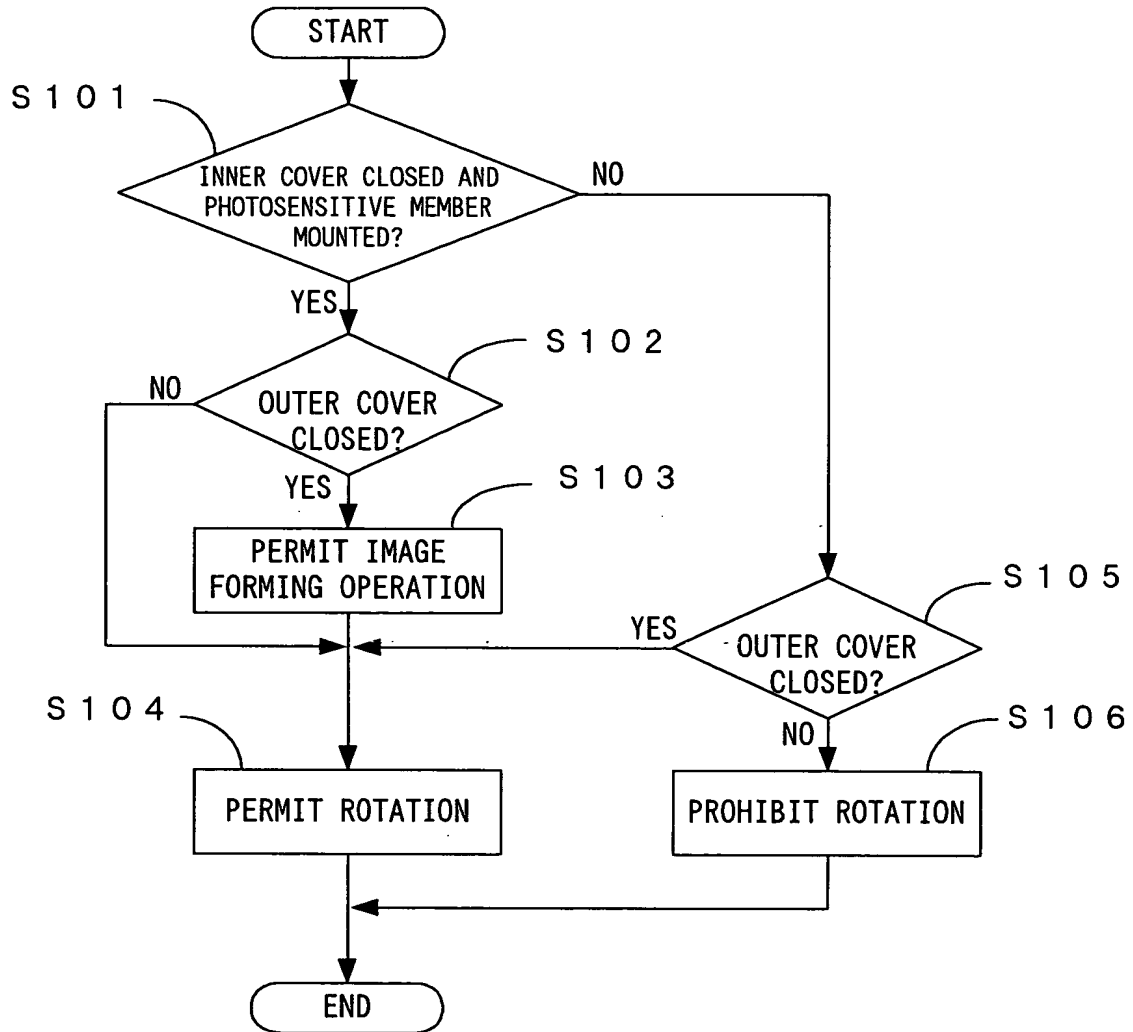 START
S101
INNER COVER CLOSED AND
PHOTOSENSITIVE MEMBER
MOUNTED?
NO
YES
S102
NO
OUTER COVER
CLOSED?
YES
S103
PERMIT IMAGE
FORMING OPERATION
S105
YES
OUTER COVER
CLOSED?
S104
NO
S106
PERMIT ROTATION
PROHIBIT ROTATION
END